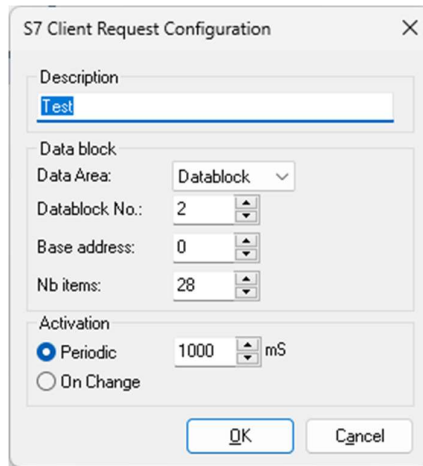 S7 Client Request Configuration
Description
Test
Data block
Data Area: Datablock
Datablock No.: 2
Base address: 0
Nb items: 28
Activation
Periodic 1000 mS
On Change
OK Cancel